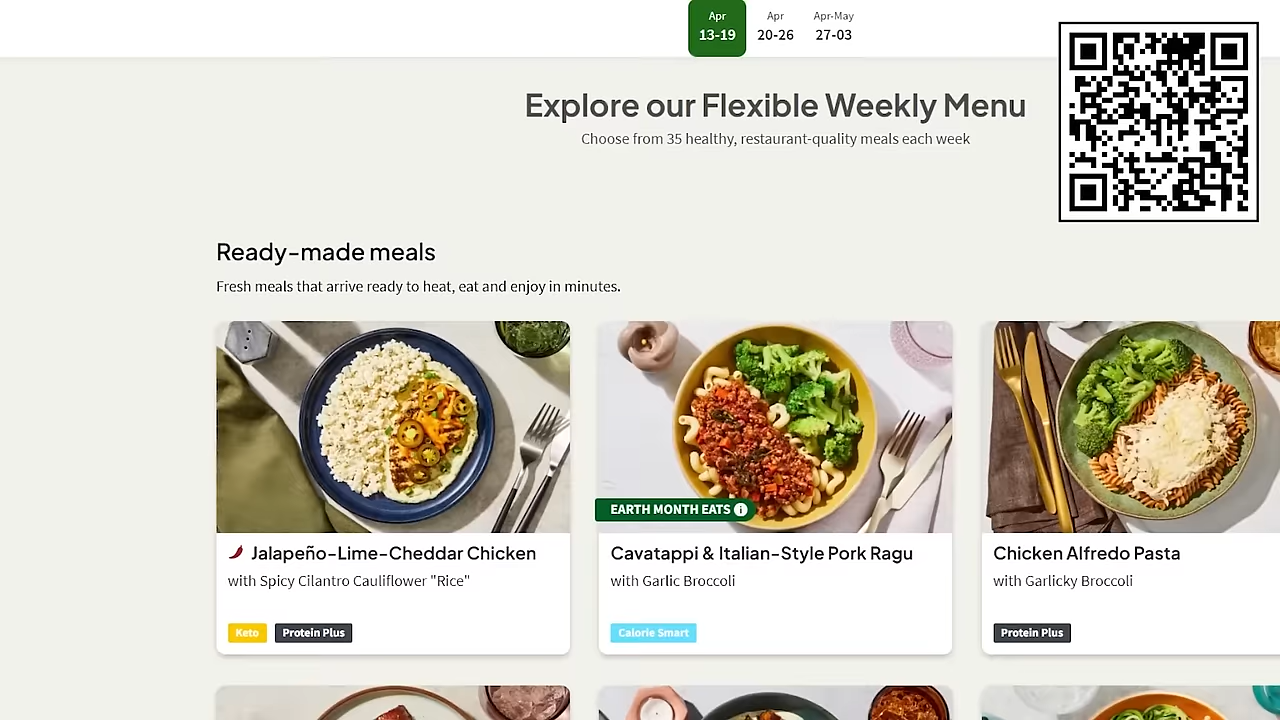 Apr
13-19
Apr
20-26
Apr-May
27-03
Explore our Flexible Weekly Menu
Choose from 35 healthy, restaurant-quality meals each week
Ready-made meals
Fresh meals that arrive ready to heat, eat and enjoy in minutes.
EARTH MONTH EATS
Jalapeño-Lime-Cheddar Chicken
with Spicy Cilantro Cauliflower "Rice"
Keto
Protein Plus
Cavatappi & Italian-Style Pork Ragu
with Garlic Broccoli
Calorie Smart
Chicken Alfredo Pasta
with Garlicky Broccoli
Protein Plus